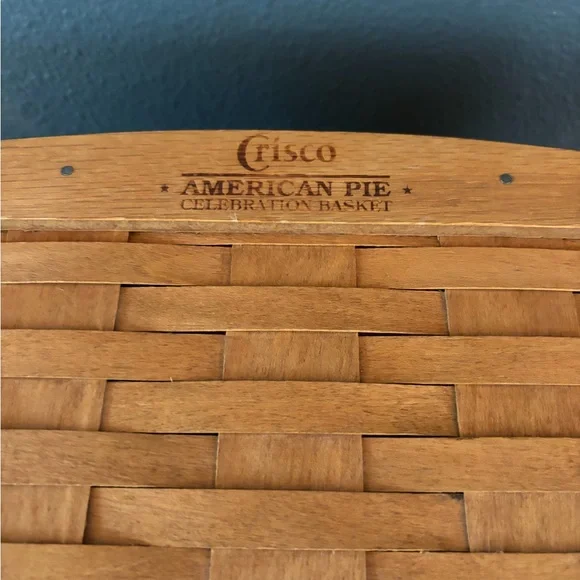 Crisco
★ AMERICAN PIE ★
CELEBRATION BASKET